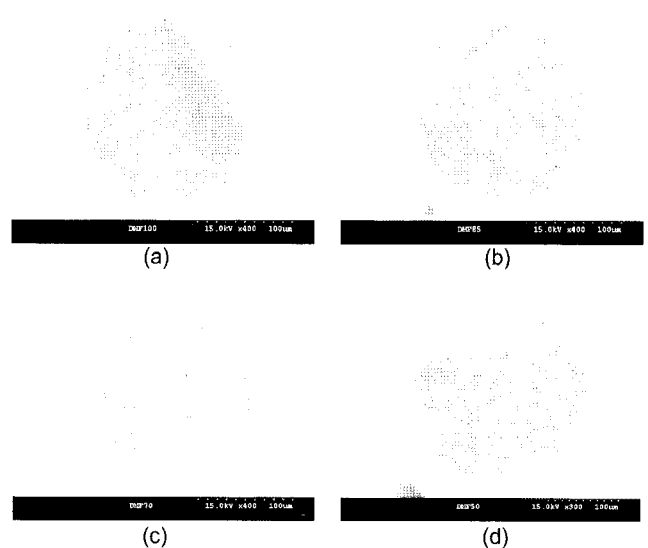 DMF100 15.0kV x400 100um
DMF85 15.0kV x400 100um
(a)
(b)
DMF70 15.0kV x400 100um
DMF50 15.0kV x300 100um
(c)
(d)